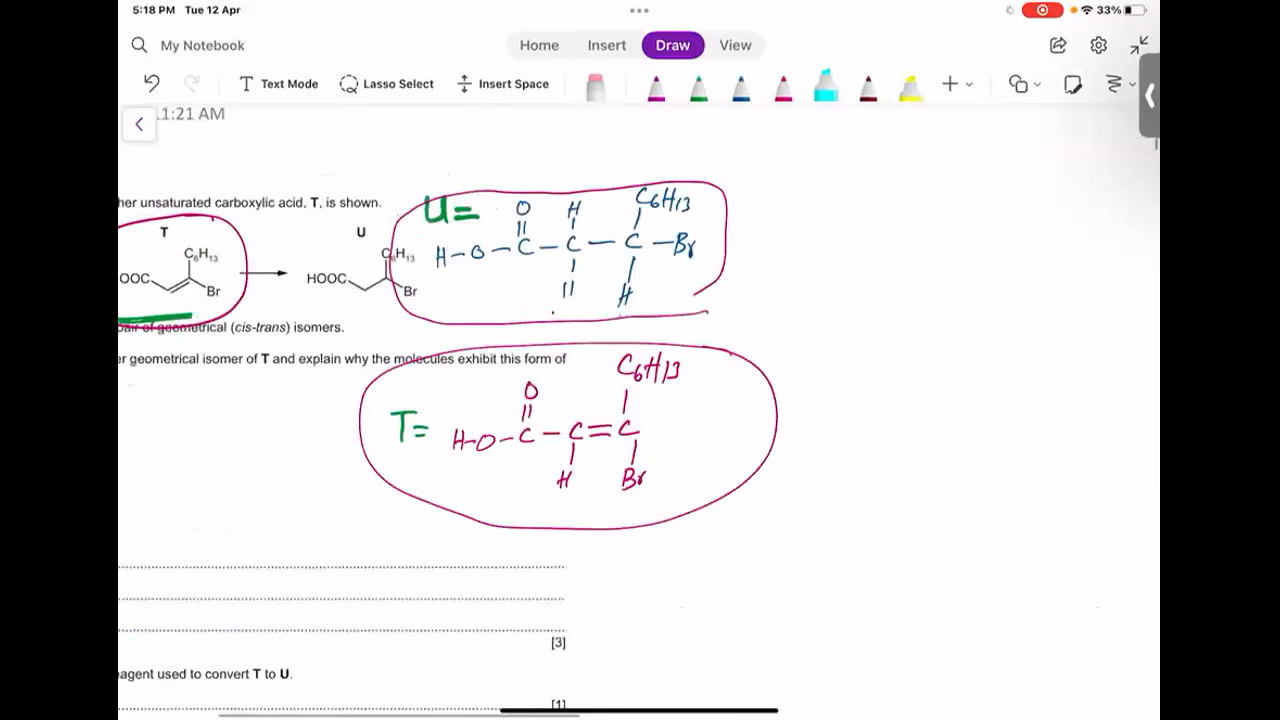 5:18 PM Tue 12 Apr
33%
My Notebook
Home Insert Draw View
Text Mode Lasso Select Insert Space
1:21 AM
her unsaturated carboxylic acid, T, is shown.
T U
C₆H₁₃ C₆H₁₃
OOC HOOC
Br Br
pair of geometrical (cis-trans) isomers.
er geometrical isomer of T and explain why the molecules exhibit this form of
U=
O H C6H13
H-O-C-C-C-Br
H H
C6H13
O
T= H-O-C-C=C
H Br
[3]
agent used to convert T to U.
[1]